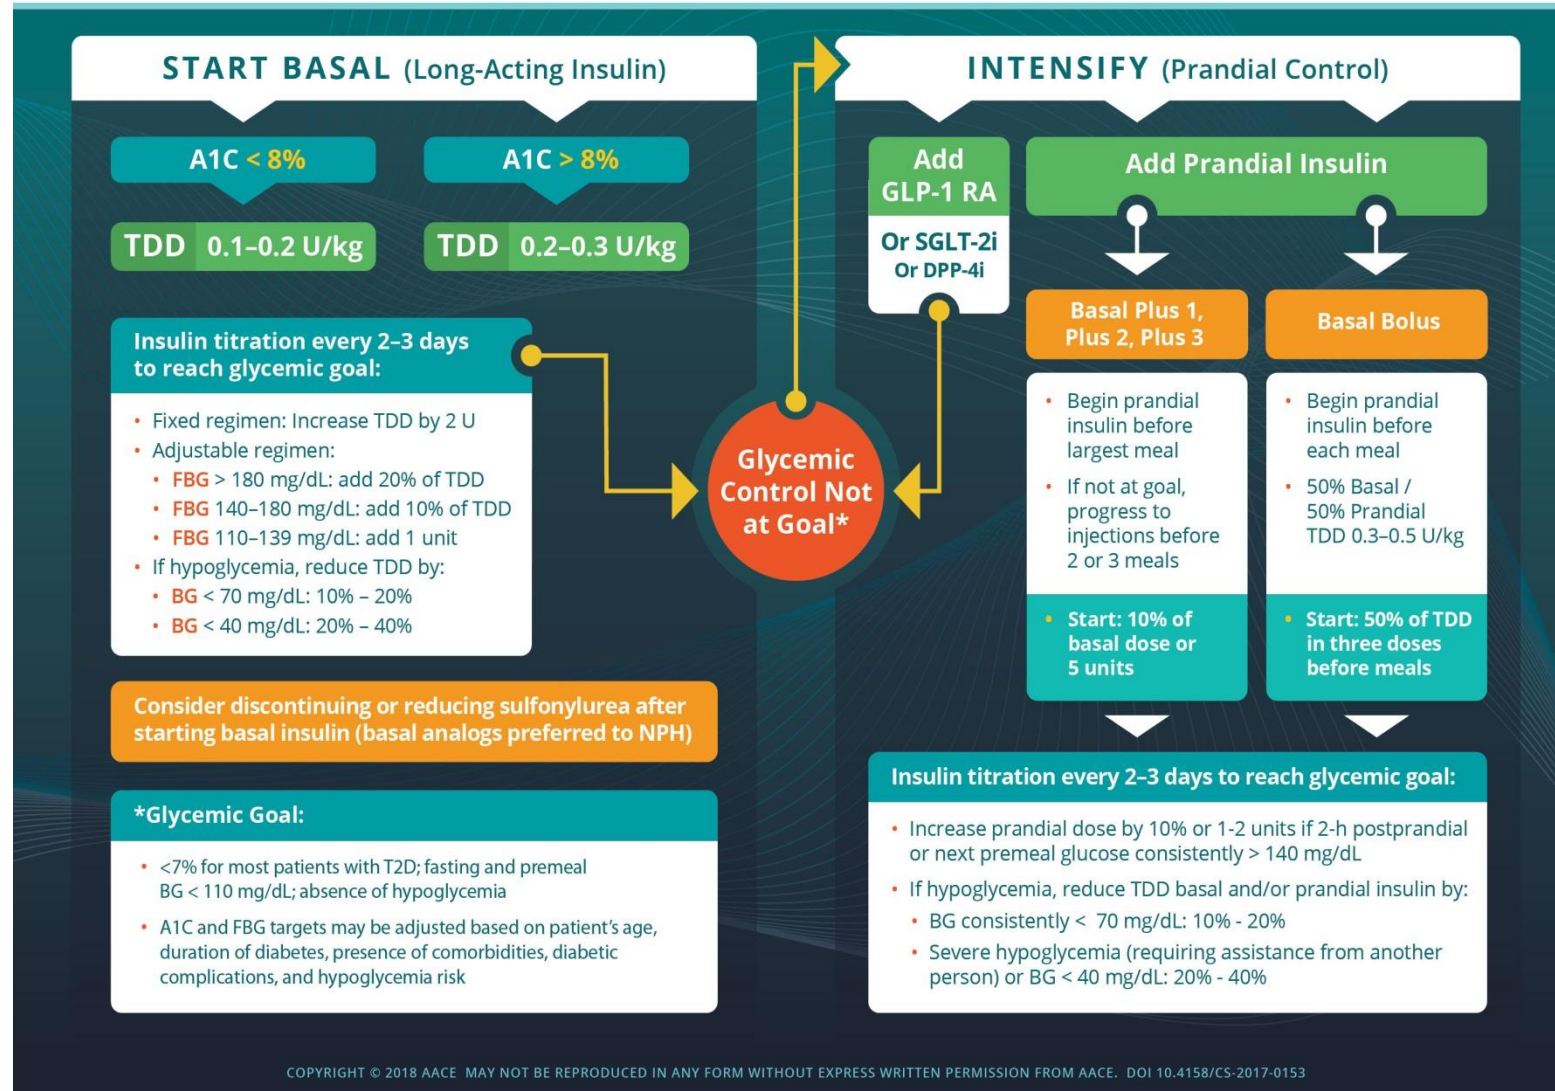 START BASAL (Long-Acting Insulin)
A1C < 8%
A1C > 8%
TDD 0.1–0.2 U/kg
TDD 0.2–0.3 U/kg
Insulin titration every 2–3 days
to reach glycemic goal:
• Fixed regimen: Increase TDD by 2 U
• Adjustable regimen:
• FBG > 180 mg/dL: add 20% of TDD
• FBG 140–180 mg/dL: add 10% of TDD
• FBG 110–139 mg/dL: add 1 unit
• If hypoglycemia, reduce TDD by:
• BG < 70 mg/dL: 10% – 20%
• BG < 40 mg/dL: 20% – 40%
Consider discontinuing or reducing sulfonylurea after
starting basal insulin (basal analogs preferred to NPH)
*Glycemic Goal:
• <7% for most patients with T2D; fasting and premeal
BG < 110 mg/dL; absence of hypoglycemia
• A1C and FBG targets may be adjusted based on patient's age,
duration of diabetes, presence of comorbidities, diabetic
complications, and hypoglycemia risk
Glycemic
Control Not
at Goal*
INTENSIFY (Prandial Control)
Add
GLP-1 RA
Or SGLT-2i
Or DPP-4i
Add Prandial Insulin
Basal Plus 1,
Plus 2, Plus 3
• Begin prandial
insulin before
largest meal
• If not at goal,
progress to
injections before
2 or 3 meals
• Start: 10% of
basal dose or
5 units
Basal Bolus
• Begin prandial
insulin before
each meal
• 50% Basal /
50% Prandial
TDD 0.3–0.5 U/kg
• Start: 50% of TDD
in three doses
before meals
Insulin titration every 2–3 days to reach glycemic goal:
• Increase prandial dose by 10% or 1-2 units if 2-h postprandial
or next premeal glucose consistently > 140 mg/dL
• If hypoglycemia, reduce TDD basal and/or prandial insulin by:
• BG consistently < 70 mg/dL: 10% - 20%
• Severe hypoglycemia (requiring assistance from another
person) or BG < 40 mg/dL: 20% - 40%
COPYRIGHT © 2018 AACE MAY NOT BE REPRODUCED IN ANY FORM WITHOUT EXPRESS WRITTEN PERMISSION FROM AACE. DOI 10.4158/CS-2017-0153